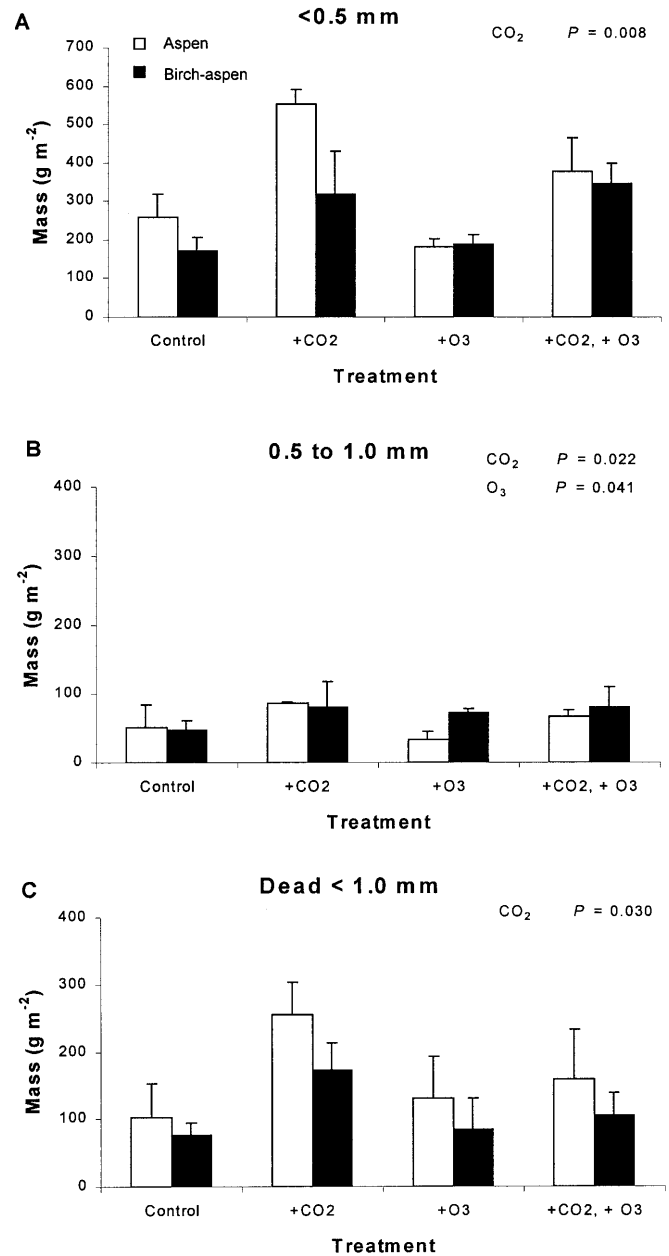 A
<0.5 mm
CO₂ P = 0.008
Aspen
Birch-aspen
700
600
500
400
300
200
100
0
Mass (g m⁻²)
Control +CO2 +O3 +CO2, + O3
Treatment
B
0.5 to 1.0 mm
CO₂ P = 0.022
O₃ P = 0.041
400
300
200
100
0
Mass (g m⁻²)
Control +CO2 +O3 +CO2, + O3
Treatment
C
Dead < 1.0 mm
CO₂ P = 0.030
400
300
200
100
0
Mass (g m⁻²)
Control +CO2 +O3 +CO2, + O3
Treatment